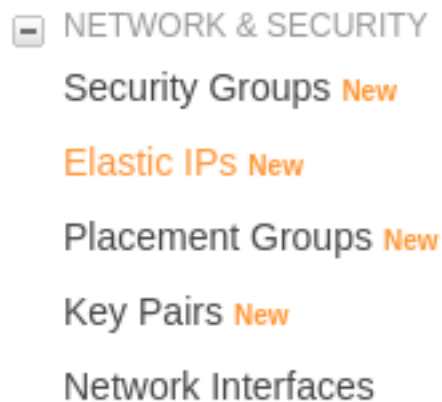 NETWORK & SECURITY
Security Groups New
Elastic IPs New
Placement Groups New
Key Pairs New
Network Interfaces